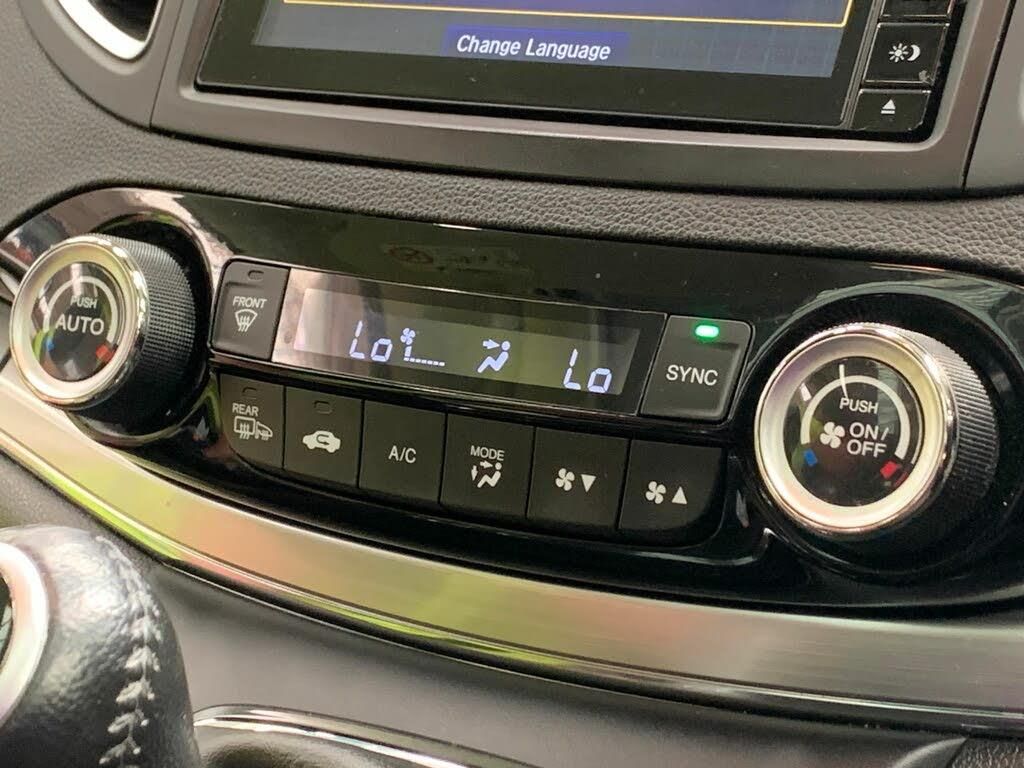 Change Language
PUSH
AUTO
FRONT
Lo
Lo
SYNC
PUSH
ON/
OFF
REAR
A/C
MODE